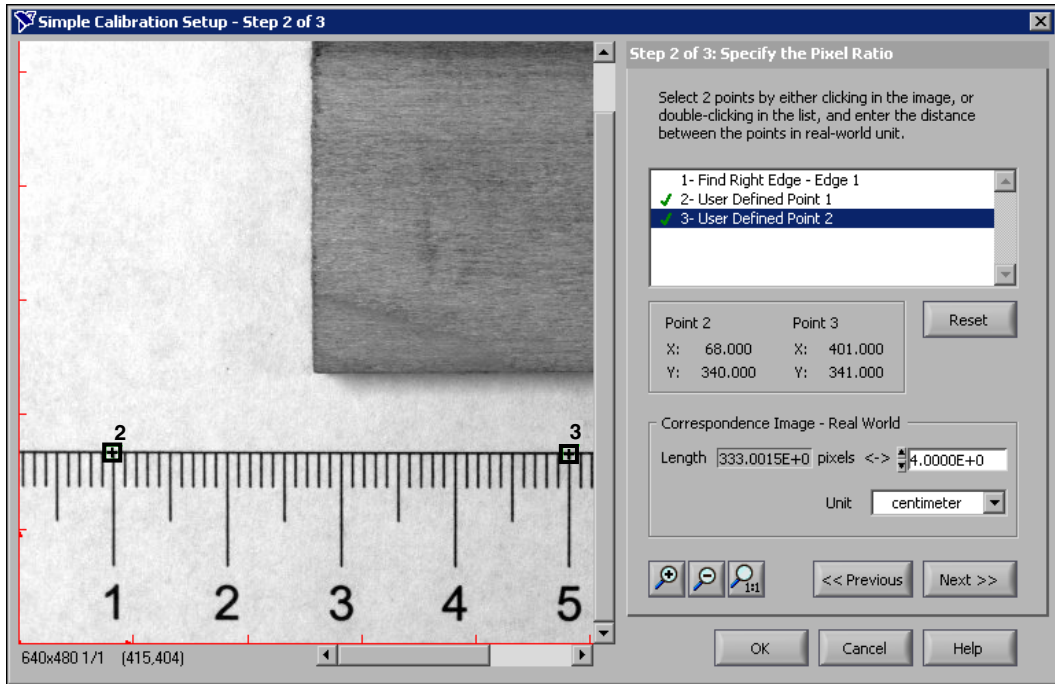 Simple Calibration Setup - Step 2 of 3
Step 2 of 3: Specify the Pixel Ratio
Select 2 points by either clicking in the image, or
double-clicking in the list, and enter the distance
between the points in real-world unit.
1- Find Right Edge - Edge 1
2- User Defined Point 1
3- User Defined Point 2
Point 2 Point 3
X: 68.000 X: 401.000
Y: 340.000 Y: 341.000
Reset
Correspondence Image - Real World
Length 333.0015E+0 pixels <-> 4.0000E+0
Unit centimeter
1:1
<< Previous Next >>
OK Cancel Help
2 3
1 2 3 4 5
640x480 1/1 (415,404)